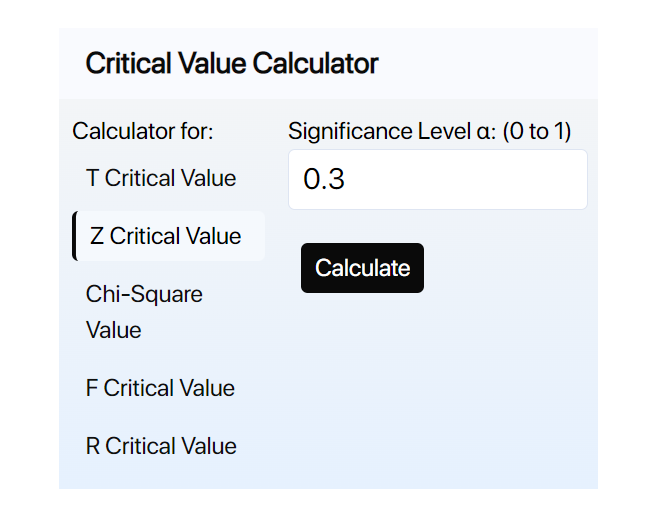 Critical Value Calculator
Calculator for:
T Critical Value
Z Critical Value
Chi-Square
Value
F Critical Value
R Critical Value
Significance Level α: (0 to 1)
0.3
Calculate